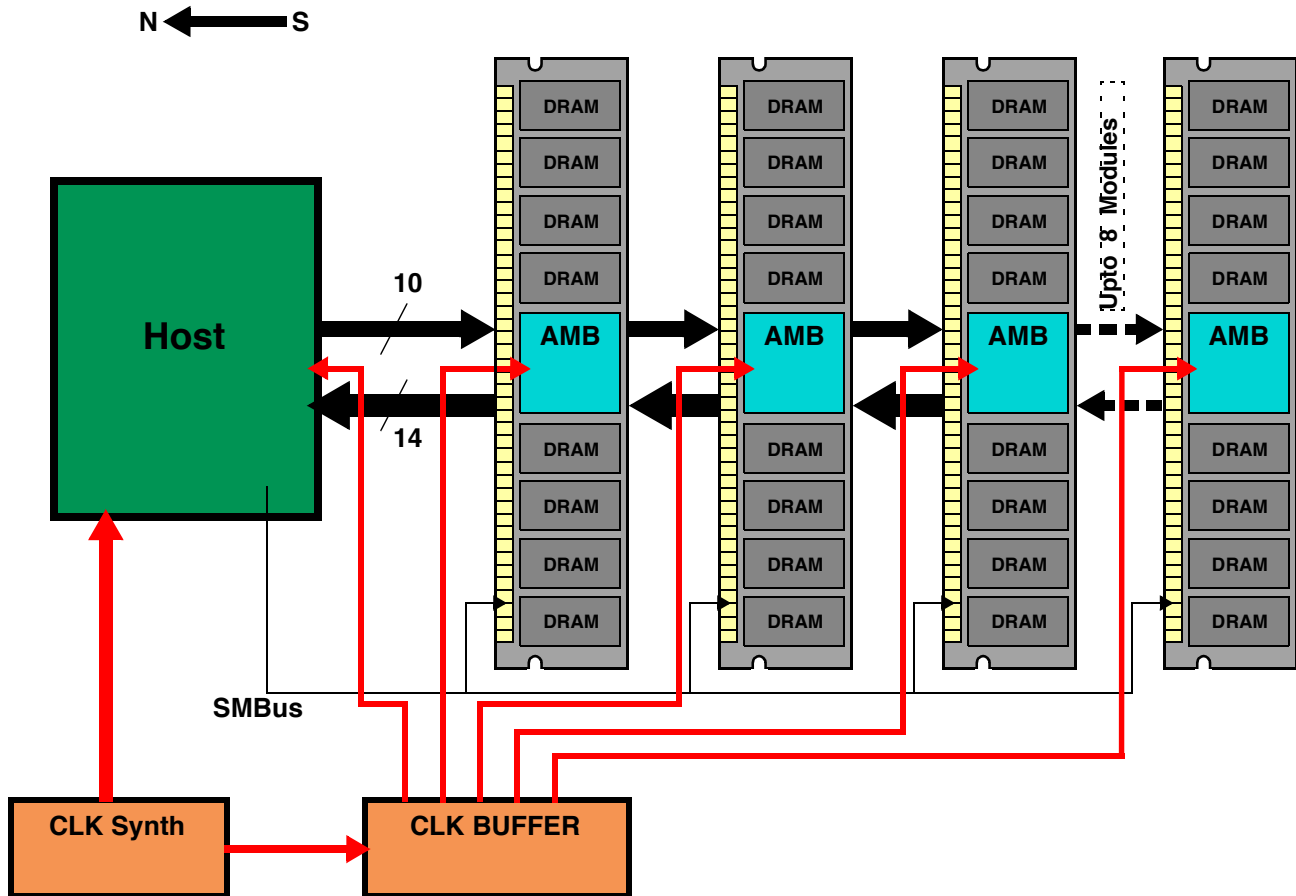 N S
DRAM DRAM DRAM DRAM
DRAM DRAM DRAM DRAM
DRAM DRAM DRAM DRAM
DRAM DRAM DRAM DRAM
Upto 8 Modules
10
Host
AMB AMB AMB AMB
14
DRAM DRAM DRAM DRAM
DRAM DRAM DRAM DRAM
DRAM DRAM DRAM DRAM
DRAM DRAM DRAM DRAM
SMBus
CLK Synth
CLK BUFFER